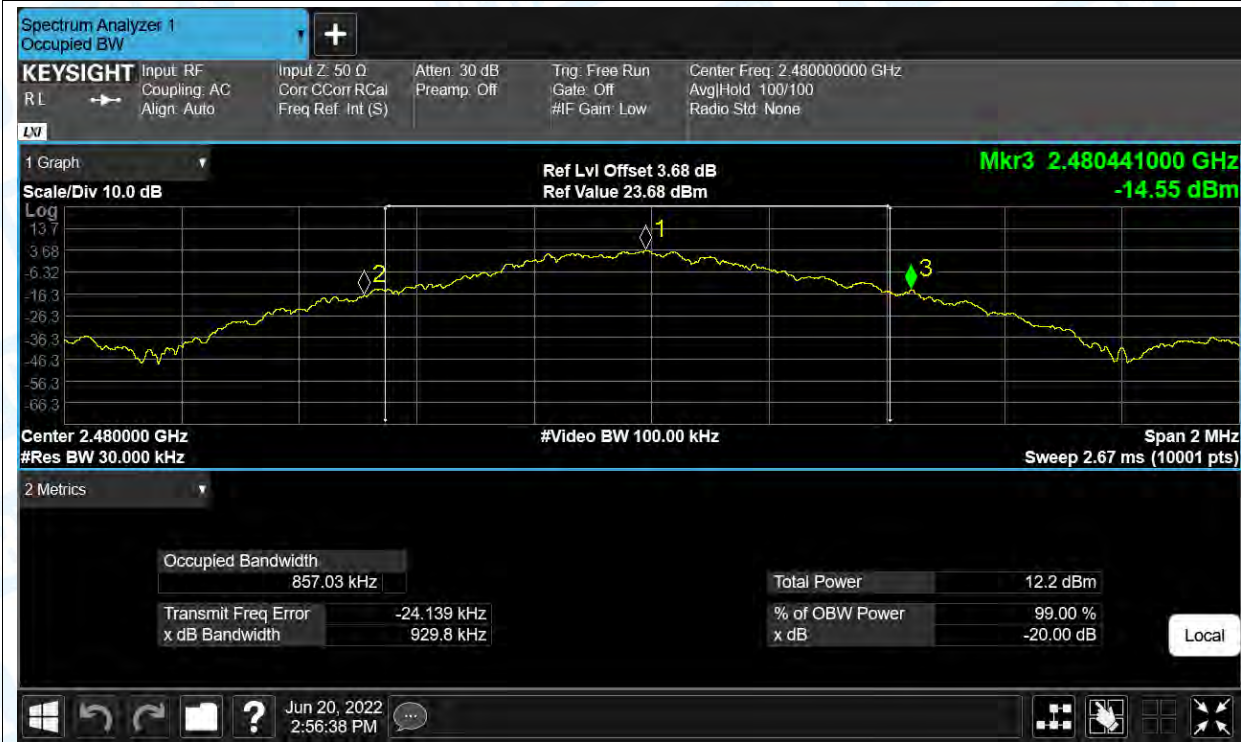 Spectrum Analyzer 1
Occupied BW
+
KEYSIGHT
R L
LXI
Input: RF
Coupling: AC
Align: Auto
Input Z: 50 Ω
Corr CCorr RCal
Freq Ref: Int (S)
Atten: 30 dB
Preamp: Off
Trig: Free Run
Gate: Off
#IF Gain: Low
Center Freq: 2.480000000 GHz
Avg|Hold: 100/100
Radio Std: None
1 Graph
Scale/Div 10.0 dB
Ref Lvl Offset 3.68 dB
Ref Value 23.68 dBm
Mkr3 2.480441000 GHz
-14.55 dBm
Log
13.7
3.68
-6.32
-16.3
-26.3
-36.3
-46.3
-56.3
-66.3
1
2
3
Center 2.480000 GHz
#Res BW 30.000 kHz
#Video BW 100.00 kHz
Span 2 MHz
Sweep 2.67 ms (10001 pts)
2 Metrics
Occupied Bandwidth
857.03 kHz
Transmit Freq Error -24.139 kHz
x dB Bandwidth 929.8 kHz
Total Power 12.2 dBm
% of OBW Power 99.00 %
x dB -20.00 dB
Local
?
Jun 20, 2022
2:56:38 PM